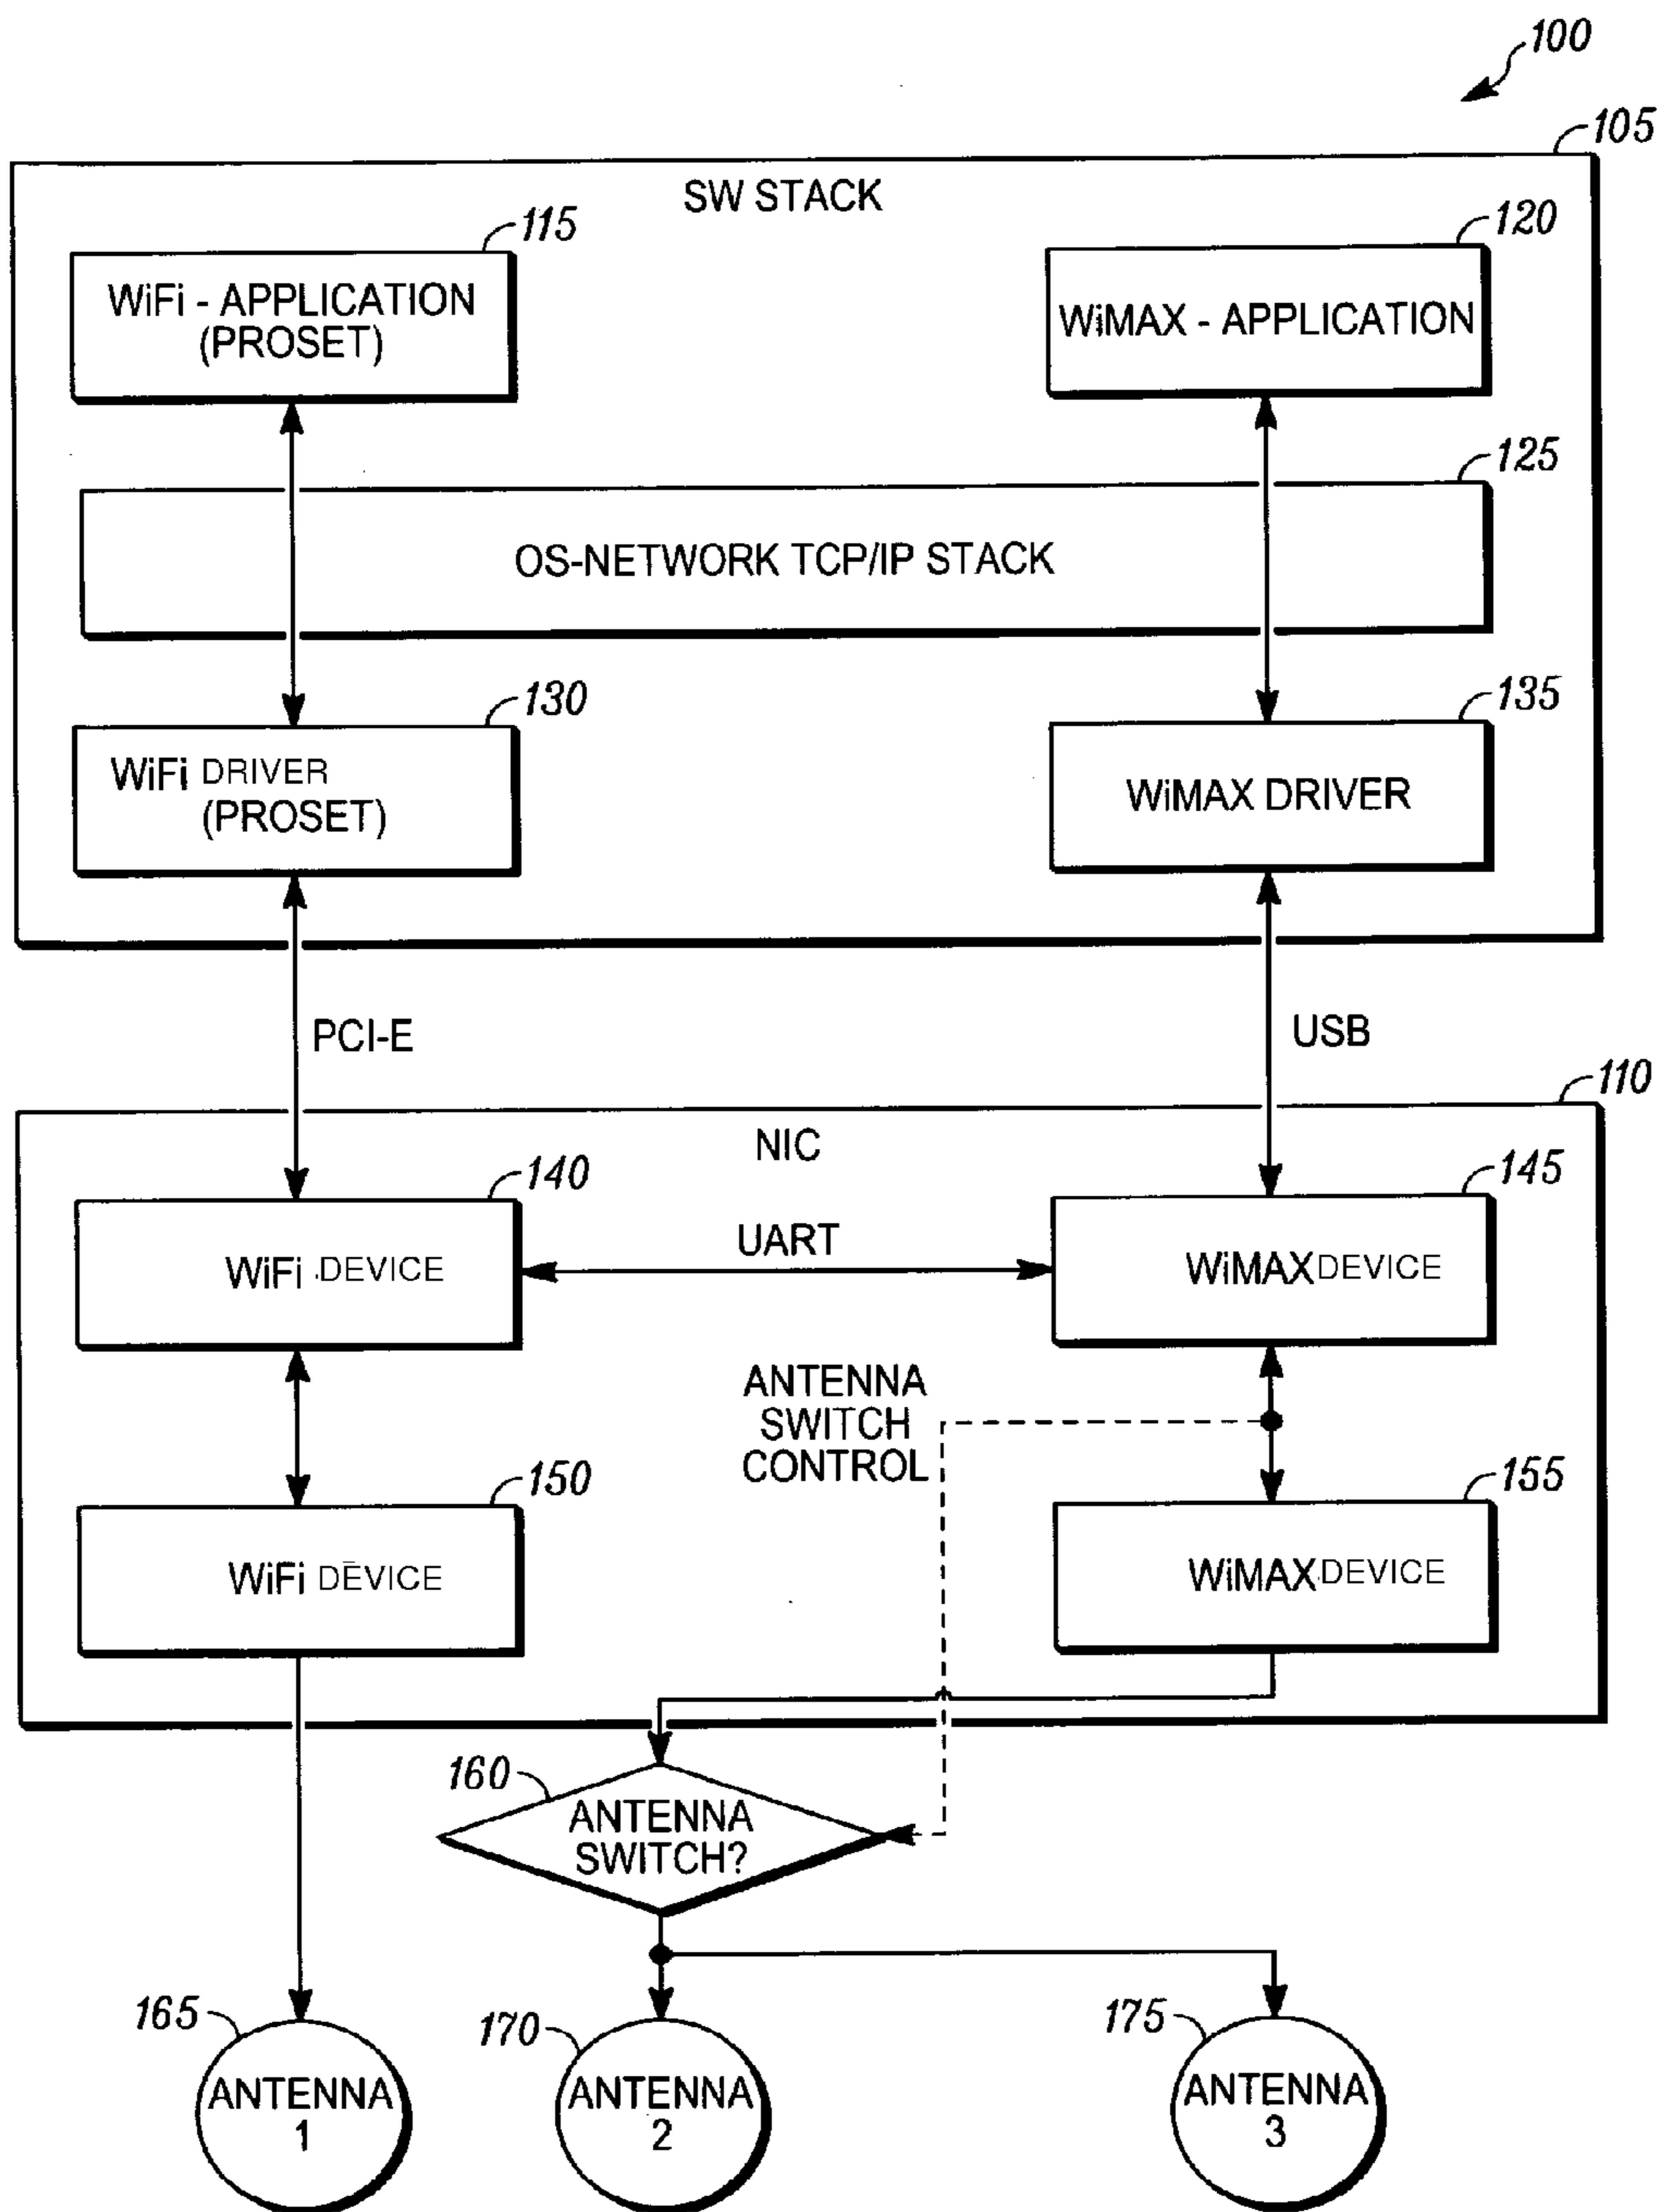 100
105
SW STACK
115
120
WiFi - APPLICATION
(PROSET)
WiMAX - APPLICATION
125
OS-NETWORK TCP/IP STACK
130
135
WiFi DRIVER
(PROSET)
WiMAX DRIVER
PCI-E
USB
110
NIC
140
145
UART
WiFi DEVICE
WiMAX DEVICE
ANTENNA
SWITCH
CONTROL
150
155
WiFi DEVICE
WiMAX DEVICE
160
ANTENNA
SWITCH?
165
170
175
ANTENNA
1
ANTENNA
2
ANTENNA
3